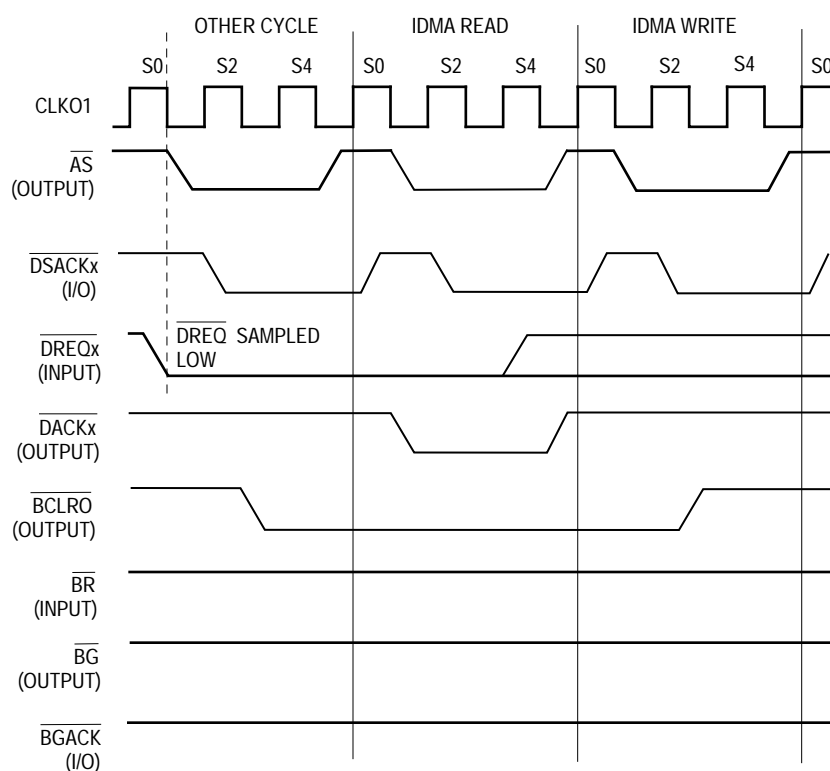 OTHER CYCLE IDMA READ IDMA WRITE
S0 S2 S4 S0 S2 S4 S0 S2 S4 S0
CLKO1
AS
(OUTPUT)
DSACKx
(I/O)
DREQx
(INPUT)
DREQ SAMPLED
LOW
DACKx
(OUTPUT)
BCLRO
(OUTPUT)
BR
(INPUT)
BG
(OUTPUT)
BGACK
(I/O)